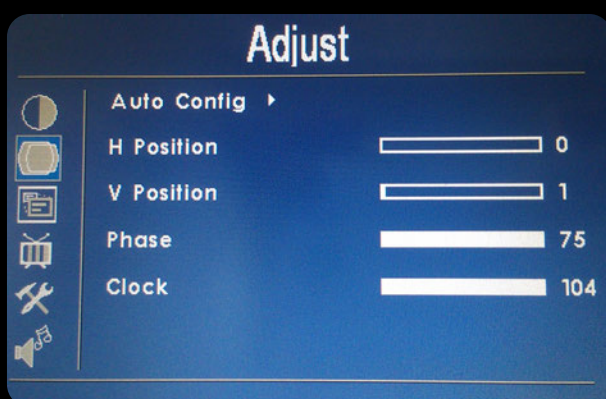 Adjust
Auto Config
H Position 0
V Position 1
Phase 75
Clock 104